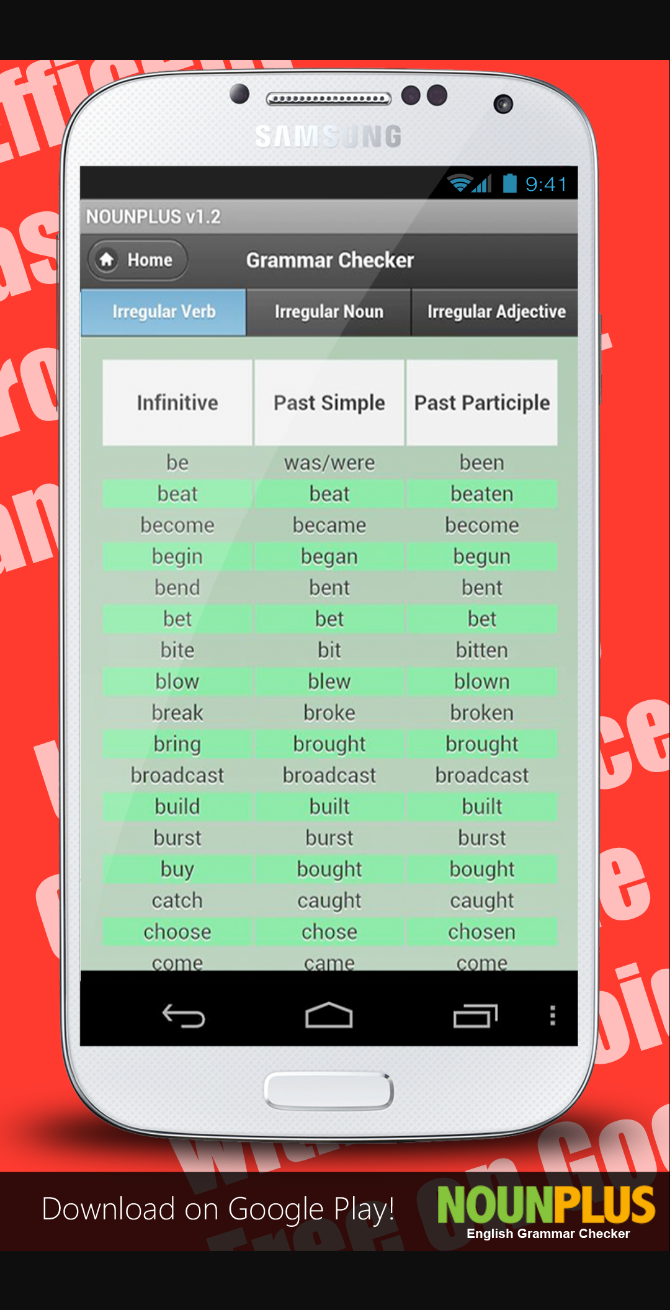 Efficent
SAMSUNG
9:41
NOUNPLUS v1.2
Home Grammar Checker
Irregular Verb Irregular Noun Irregular Adjective
Infinitive Past Simple Past Participle
be was/were been
beat beat beaten
become became become
begin began begun
bend bent bent
bet bet bet
bite bit bitten
blow blew blown
break broke broken
bring brought brought
broadcast broadcast broadcast
build built built
burst burst burst
buy bought bought
catch caught caught
choose chose chosen
come came come
Download on Google Play! NOUNPLUS
English Grammar Checker